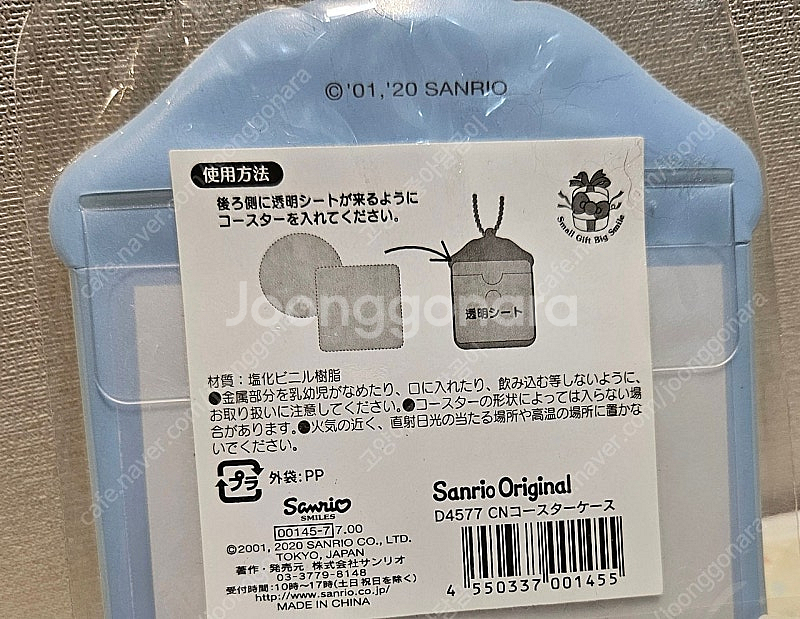 ©'01,'20 SANRIO
使用方法
後ろ側に透明シートが来るように
コースターを入れてください。
Small Gift Big Smile
透明シート
Joonggonara
材質：塩化ビニル樹脂
●金属部分を乳幼児がなめたり、口に入れたり、飲み込む等しないように、
お取り扱いに注意してください。●コースターの形状によっては入らない場
合があります。●火気の近く、直射日光の当たる場所や高温の場所に置かな
いでください。
プラ
外袋：PP
Sanrio
SMILES
00145-7 7.00
©2001, 2020 SANRIO CO., LTD.
TOKYO, JAPAN
著作・発売元 株式会社サンリオ
03-3779-8148
受付時間：10時〜17時(土日祝日を除く)
http://www.sanrio.co.jp/
MADE IN CHINA
Sanrio Original
D4577 CNコースターケース
4 550337 001455